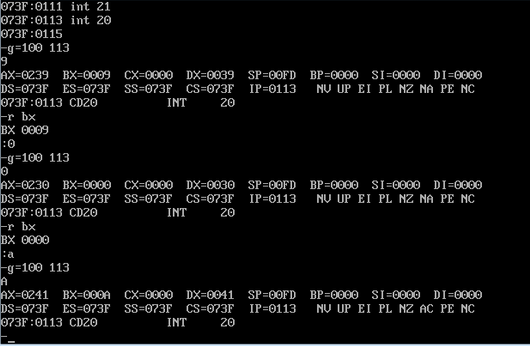 073F:0111 int 21
073F:0113 int 20
073F:0115
-g=100 113
9
AX=0239  BX=0009  CX=0000  DX=0039  SP=00FD  BP=0000  SI=0000  DI=0000
DS=073F  ES=073F  SS=073F  CS=073F  IP=0113   NV UP EI PL NZ NA PE NC
073F:0113 CD20          INT     20
-r bx
BX 0009
:0
-g=100 113
0
AX=0230  BX=0000  CX=0000  DX=0030  SP=00FD  BP=0000  SI=0000  DI=0000
DS=073F  ES=073F  SS=073F  CS=073F  IP=0113   NV UP EI PL NZ NA PE NC
073F:0113 CD20          INT     20
-r bx
BX 0000
:a
-g=100 113
A
AX=0241  BX=000A  CX=0000  DX=0041  SP=00FD  BP=0000  SI=0000  DI=0000
DS=073F  ES=073F  SS=073F  CS=073F  IP=0113   NV UP EI PL NZ AC PE NC
073F:0113 CD20          INT     20
-_